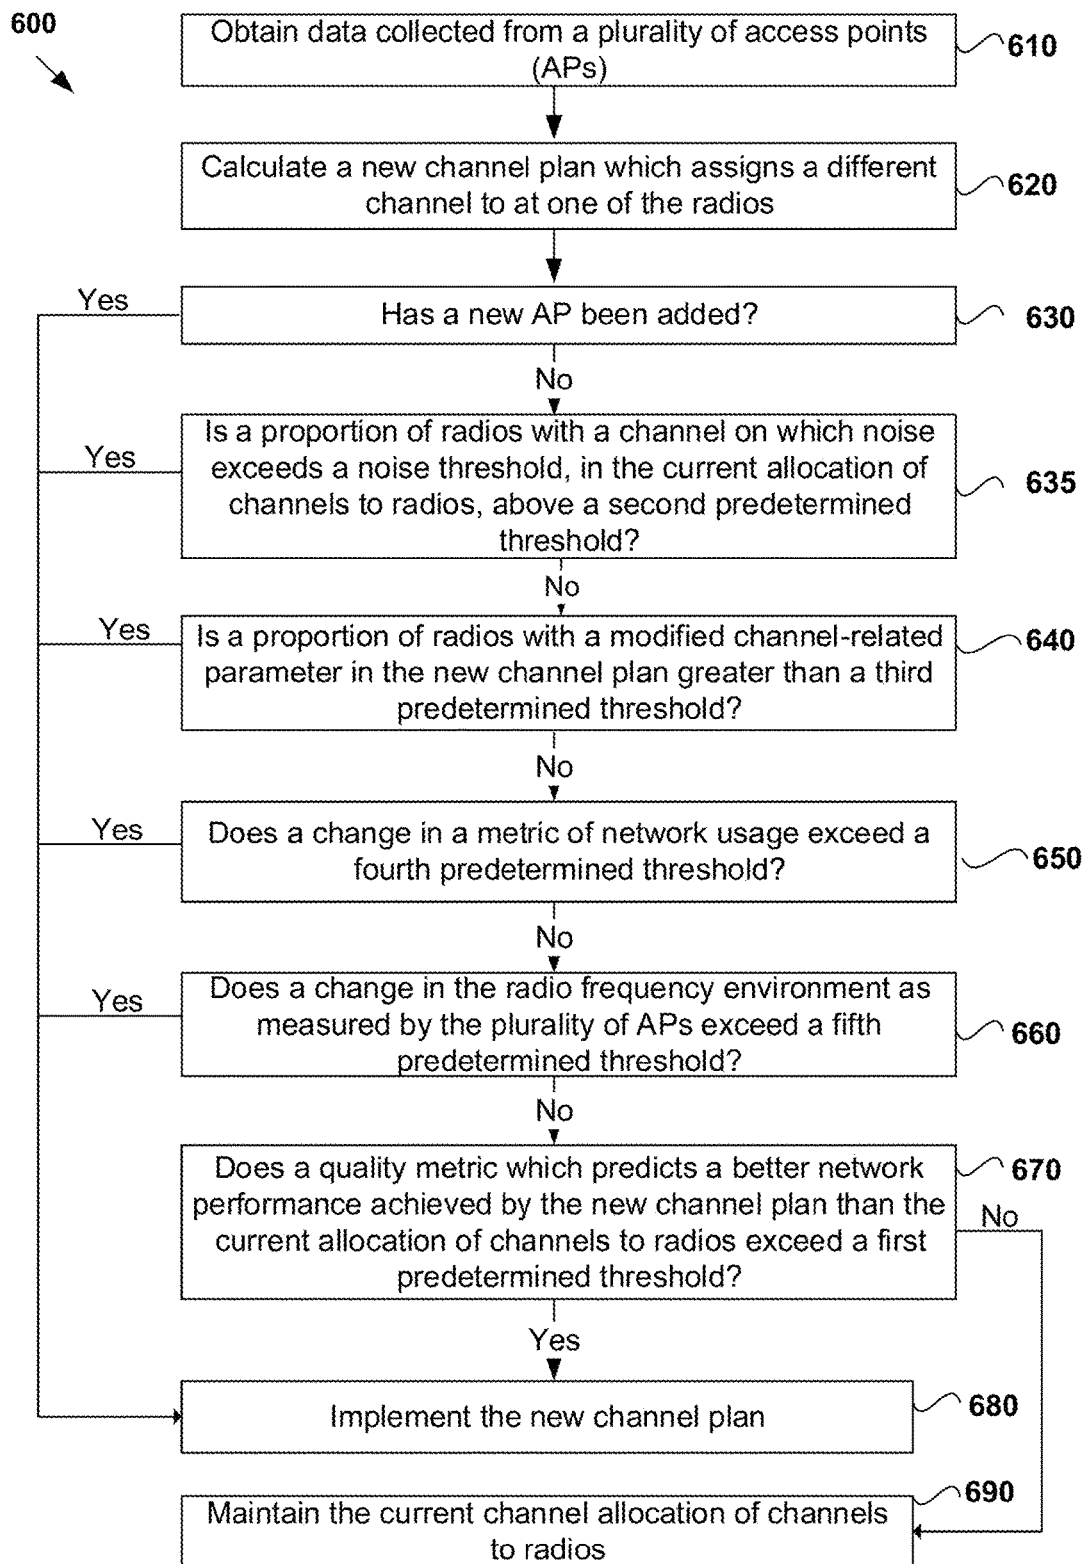 600
Obtain data collected from a plurality of access points
(APs)
610
Calculate a new channel plan which assigns a different
channel to at one of the radios
620
Yes
Has a new AP been added?
630
No
Yes
Is a proportion of radios with a channel on which noise
exceeds a noise threshold, in the current allocation of
channels to radios, above a second predetermined
threshold?
635
No
Yes
Is a proportion of radios with a modified channel-related
parameter in the new channel plan greater than a third
predetermined threshold?
640
No
Yes
Does a change in a metric of network usage exceed a
fourth predetermined threshold?
650
No
Yes
Does a change in the radio frequency environment as
measured by the plurality of APs exceed a fifth
predetermined threshold?
660
No
Does a quality metric which predicts a better network
performance achieved by the new channel plan than the
current allocation of channels to radios exceed a first
predetermined threshold?
670
No
Yes
Implement the new channel plan
680
Maintain the current channel allocation of channels
to radios
690